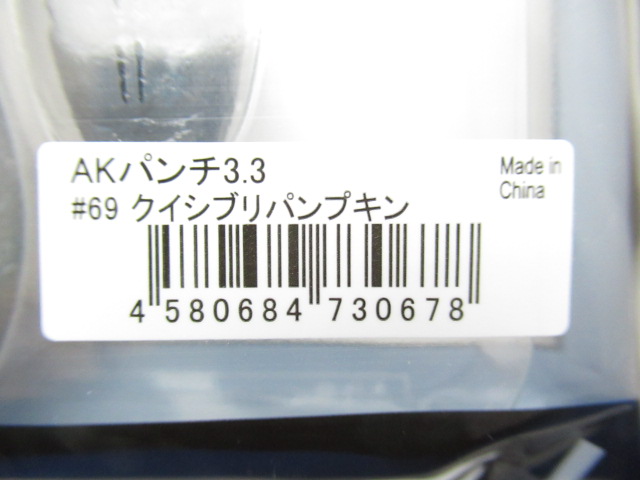 AKパンチ3.3
#69 クイシブリパンプキン
Made in
China
4 580684 730678